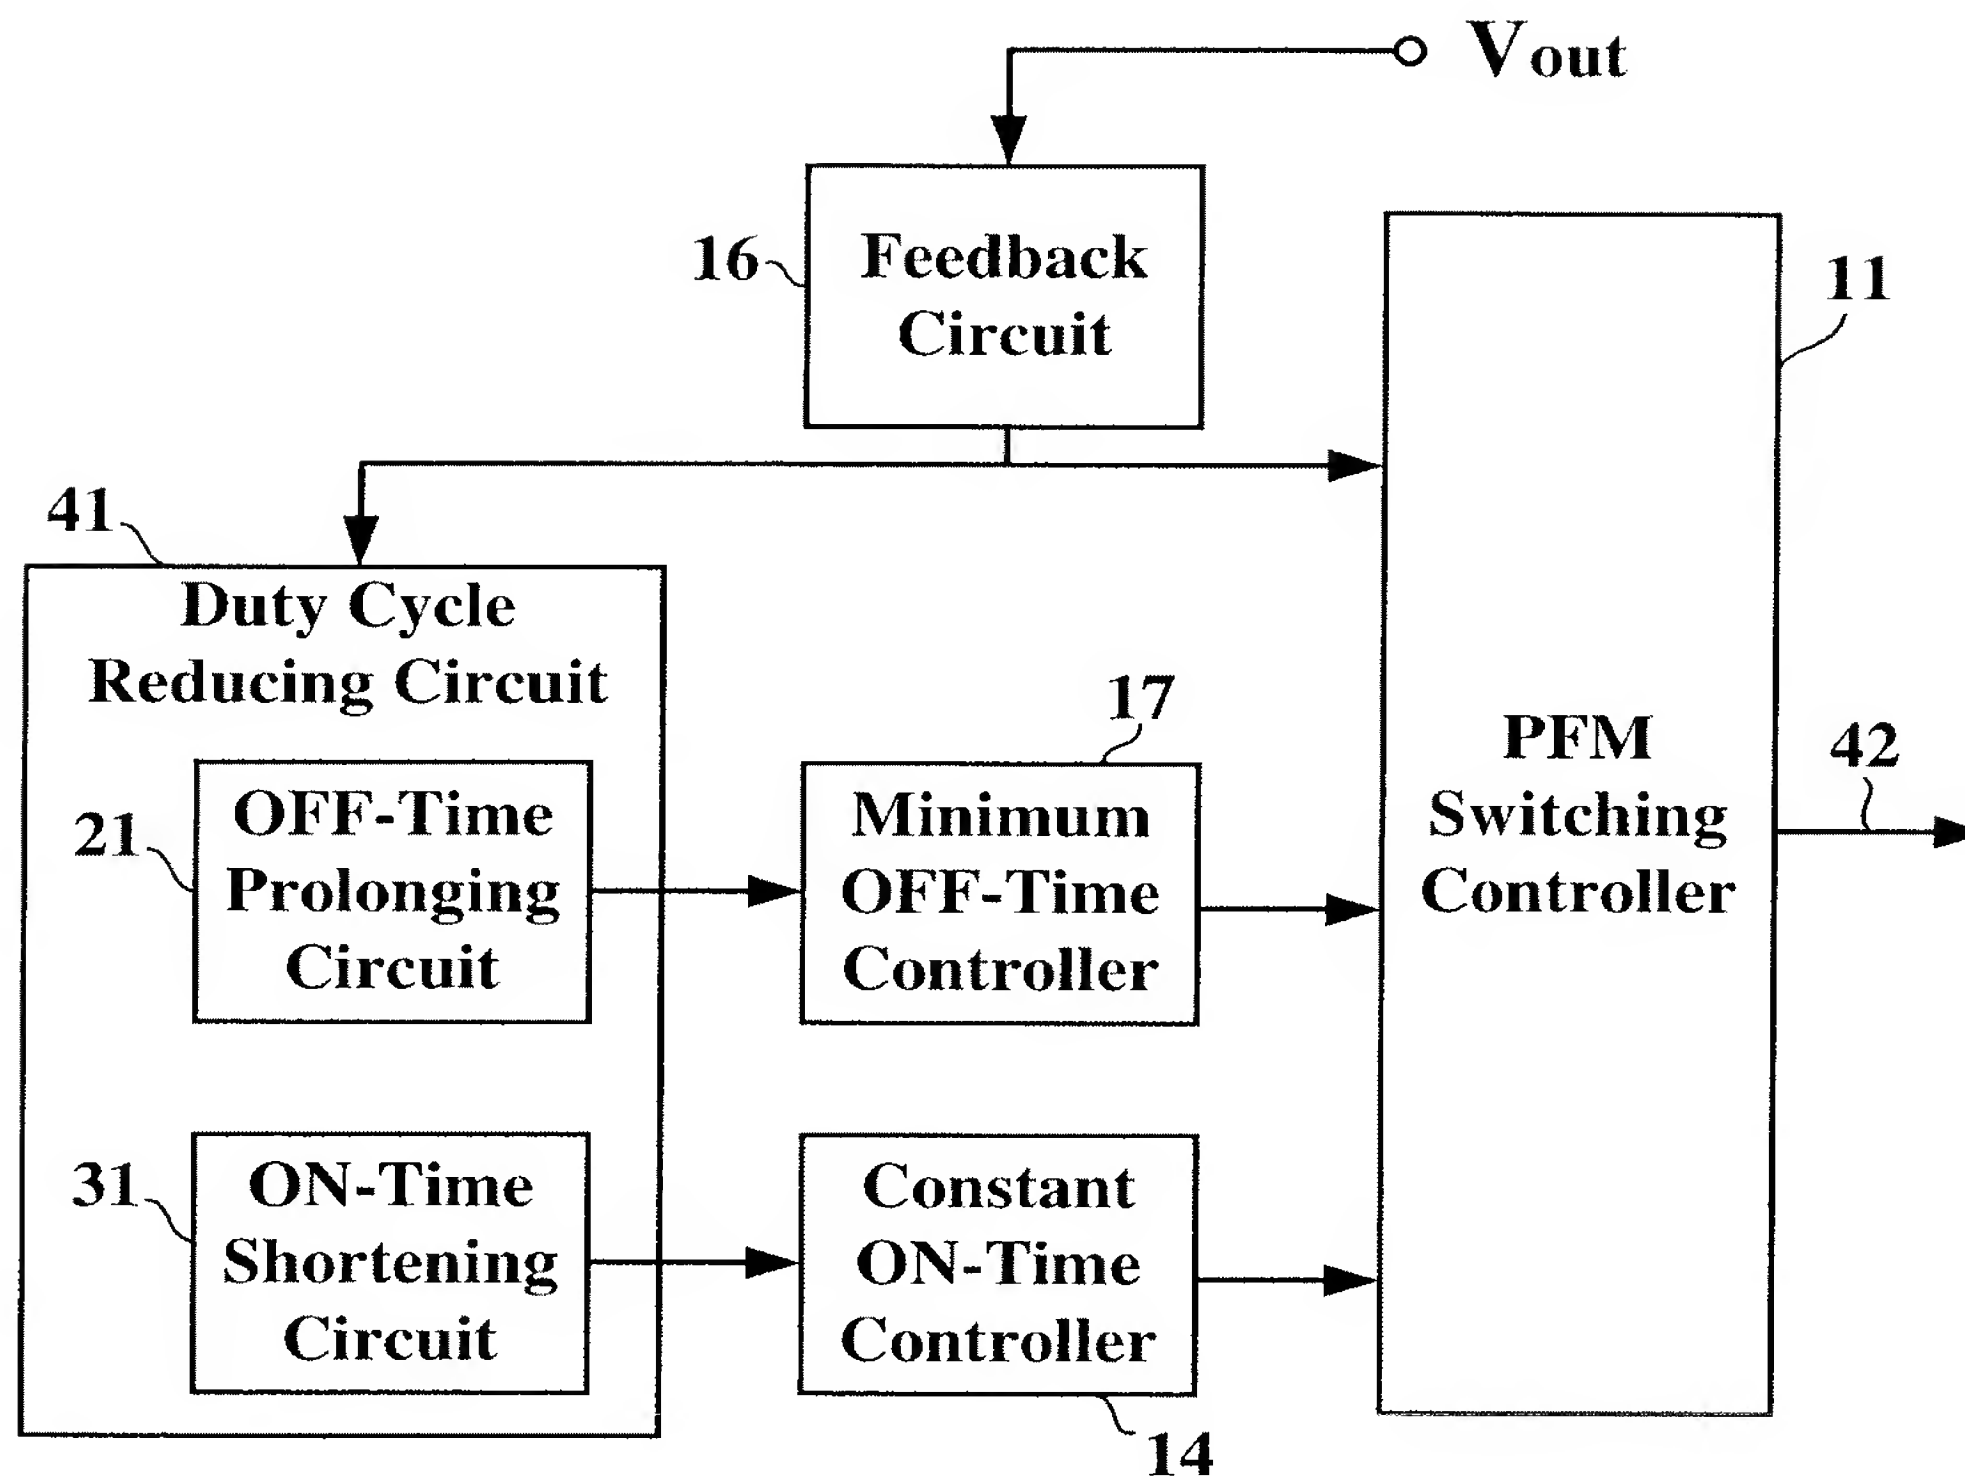 Vout
16
Feedback
Circuit
11
41
Duty Cycle
Reducing Circuit
17
PFM
Switching
Controller
42
21
OFF-Time
Prolonging
Circuit
Minimum
OFF-Time
Controller
31
ON-Time
Shortening
Circuit
Constant
ON-Time
Controller
14